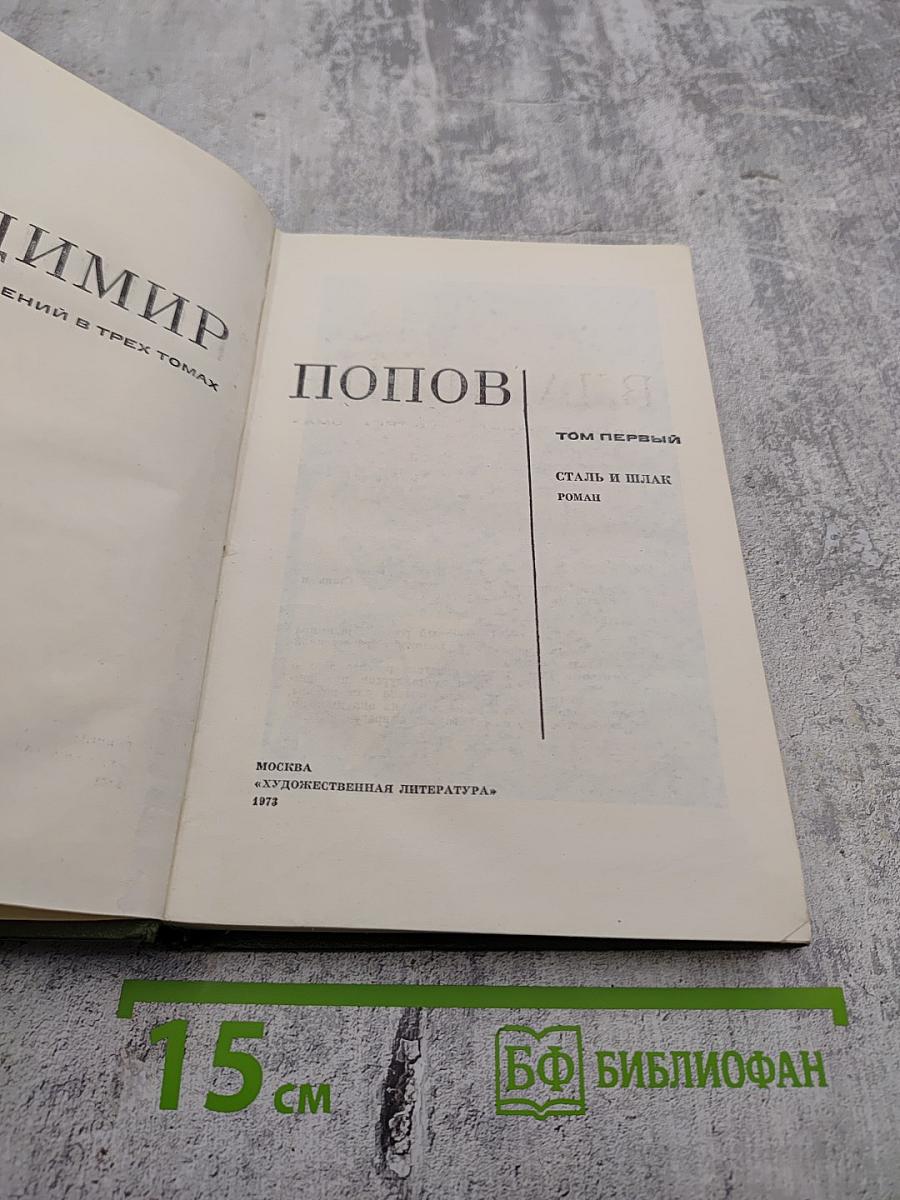 ДИМИР
ЕНИЙ В ТРЕХ ТОМАХ
ПОПОВ
ТОМ ПЕРВЫЙ
СТАЛЬ И ШЛАК
РОМАН
МОСКВА
«ХУДОЖЕСТВЕННАЯ ЛИТЕРАТУРА»
1973
15 см
БФ БИБЛИОФАН